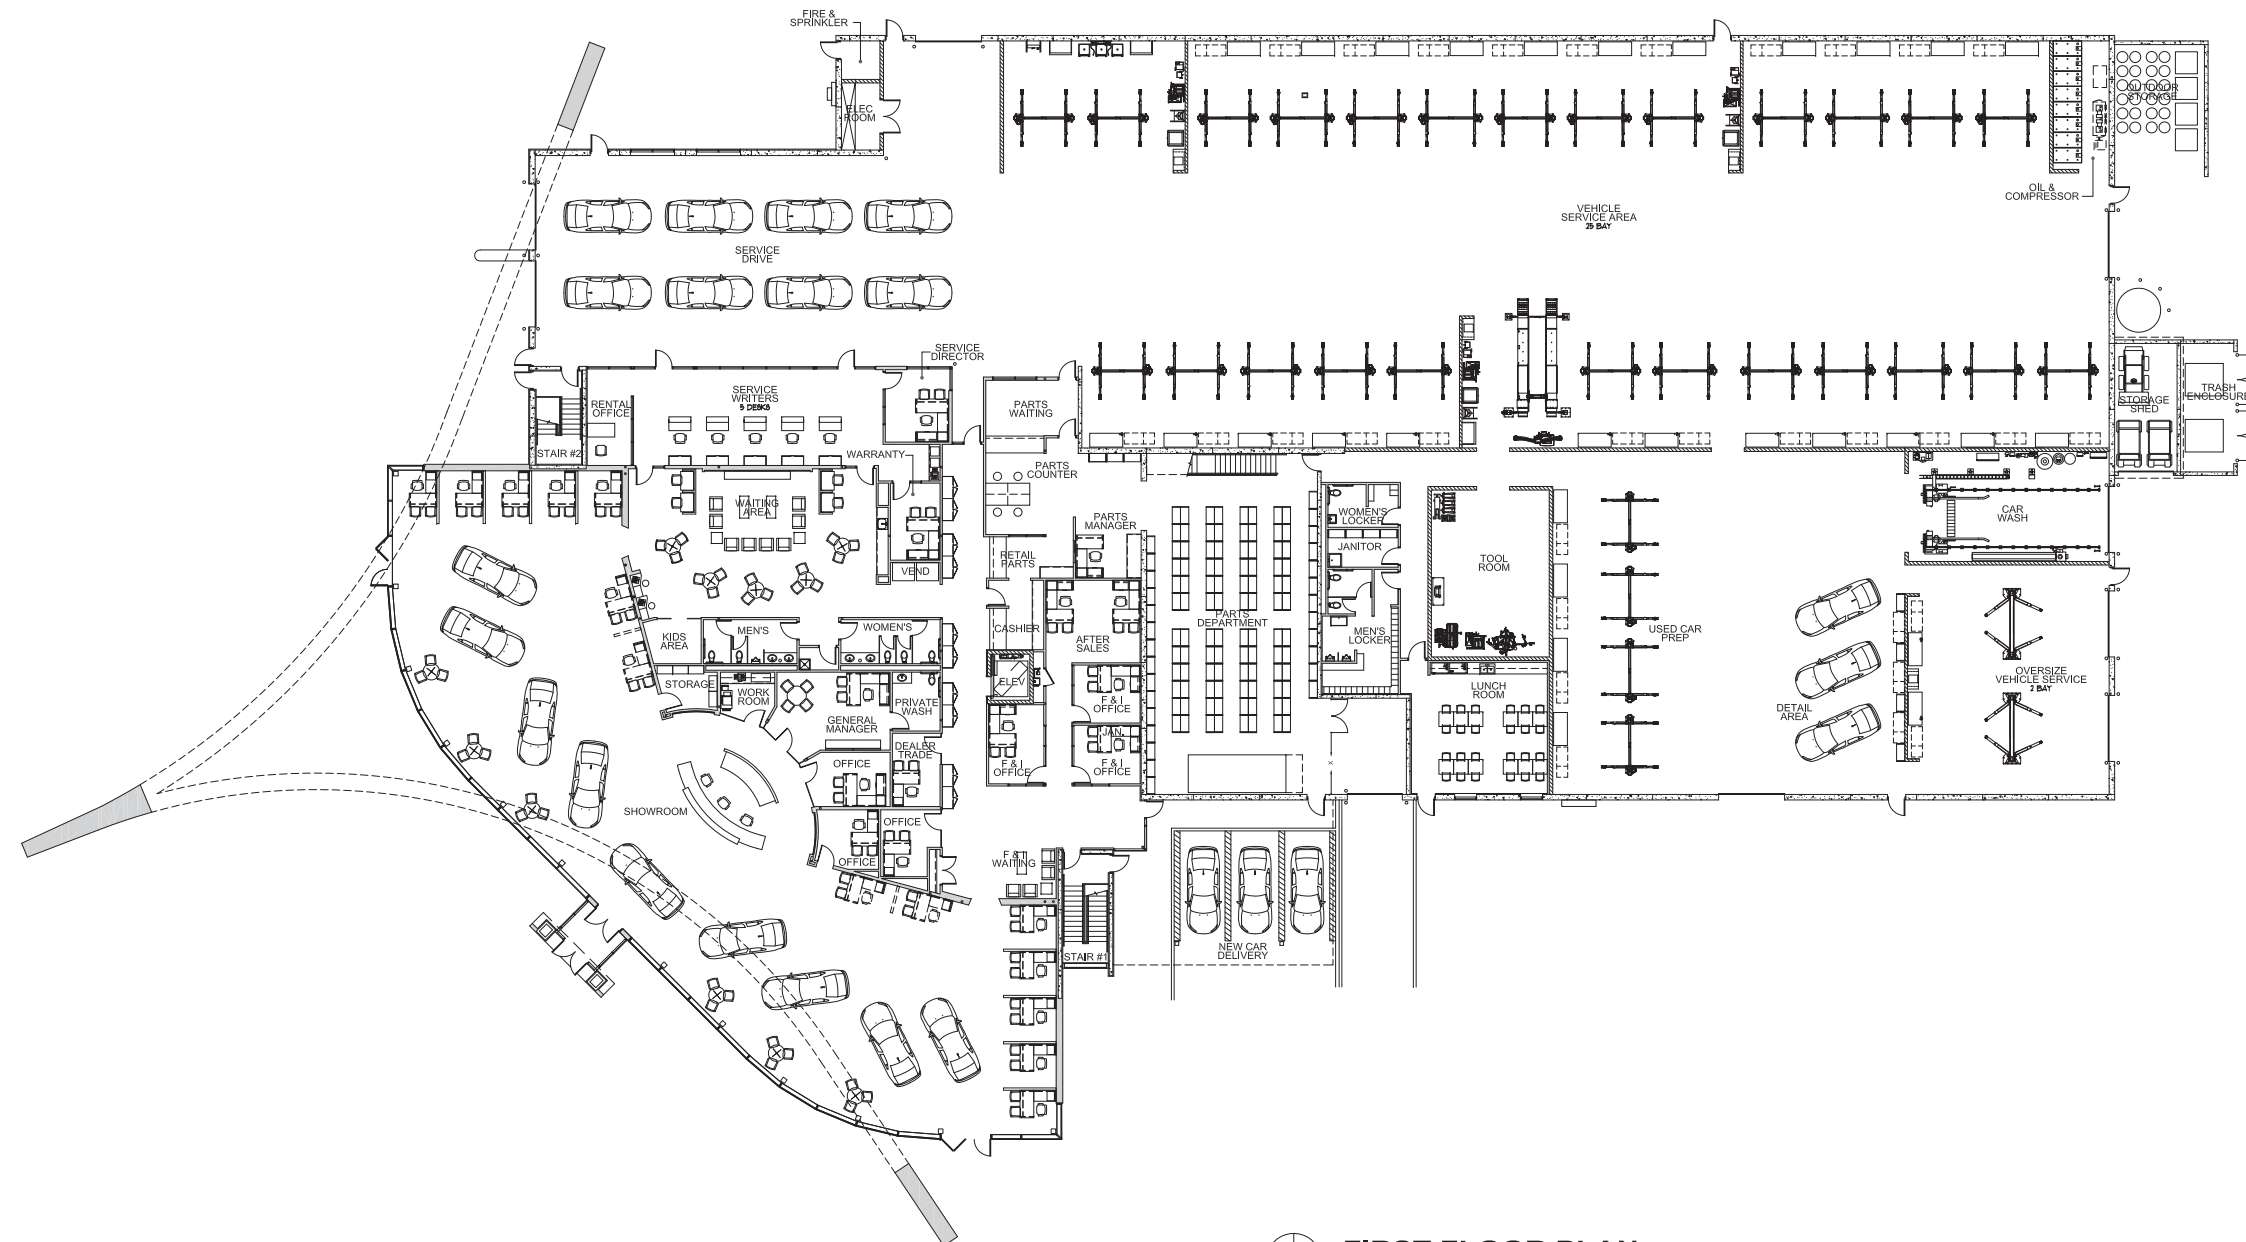 FIRE &
SPRINKLER
ELEC
ROOM
OUTDOOR
STORAGE
OIL &
COMPRESSOR
VEHICLE
SERVICE AREA
25 BAY
SERVICE
DRIVE
SERVICE
DIRECTOR
SERVICE
WRITERS
5 DESKS
RENTAL
OFFICE
STAIR #2
PARTS
WAITING
TRASH
ENCLOSURE
STORAGE
SHED
WARRANTY
PARTS
COUNTER
WAITING
AREA
PARTS
MANAGER
WOMEN'S
LOCKER
CAR
WASH
JANITOR
RETAIL
PARTS
TOOL
ROOM
VEND
PARTS
DEPARTMENT
CASHIER
AFTER
SALES
MEN'S
LOCKER
USED CAR
PREP
KIDS
AREA
MEN'S
WOMEN'S
ELEV
OVERSIZE
VEHICLE SERVICE
2 BAY
STORAGE
WORK
ROOM
PRIVATE
WASH
F & I
OFFICE
LUNCH
ROOM
GENERAL
MANAGER
DETAIL
AREA
JAN.
DEALER
TRADE
OFFICE
F & I
OFFICE
F & I
OFFICE
SHOWROOM
OFFICE
OFFICE
F & I
WAITING
STAIR #1
NEW CAR
DELIVERY
FIRST FLOOR PLAN